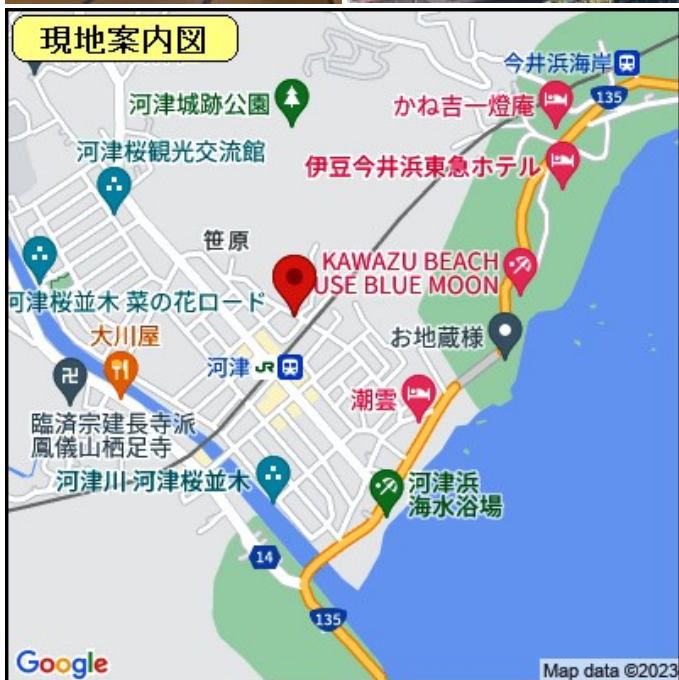 現地案内図
今井浜海岸
135
河津城跡公園
かね吉一燈庵
河津桜観光交流館
伊豆今井浜東急ホテル
笹原
KAWAZU BEACH
USE BLUE MOON
河津桜並木 菜の花ロード
お地蔵様
大川屋
河津 JR
潮雲
臨済宗建長寺派
鳳儀山栖足寺
河津川 河津桜並木
河津浜
海水浴場
14
135
Google
Map data ©2023